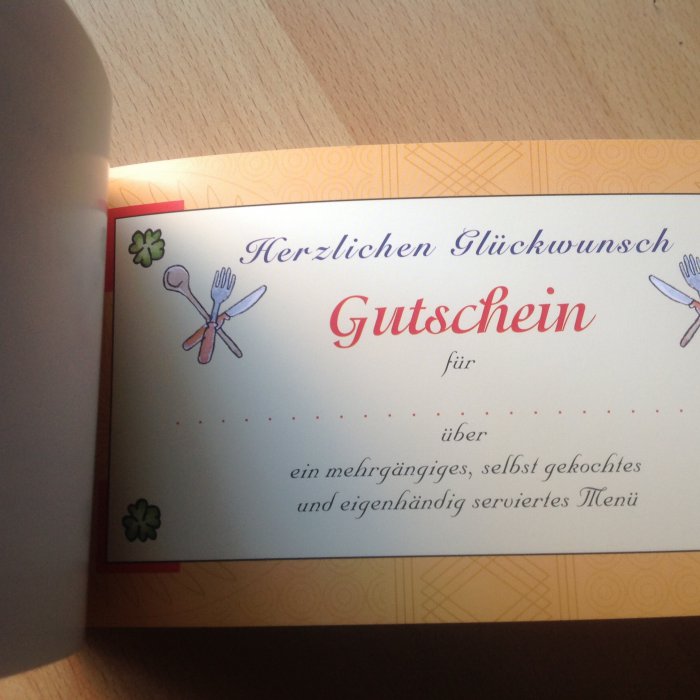 Herzlichen Glückwunsch
Gutschein
für
über
ein mehrgängiges, selbst gekochtes
und eigenhändig serviertes Menü